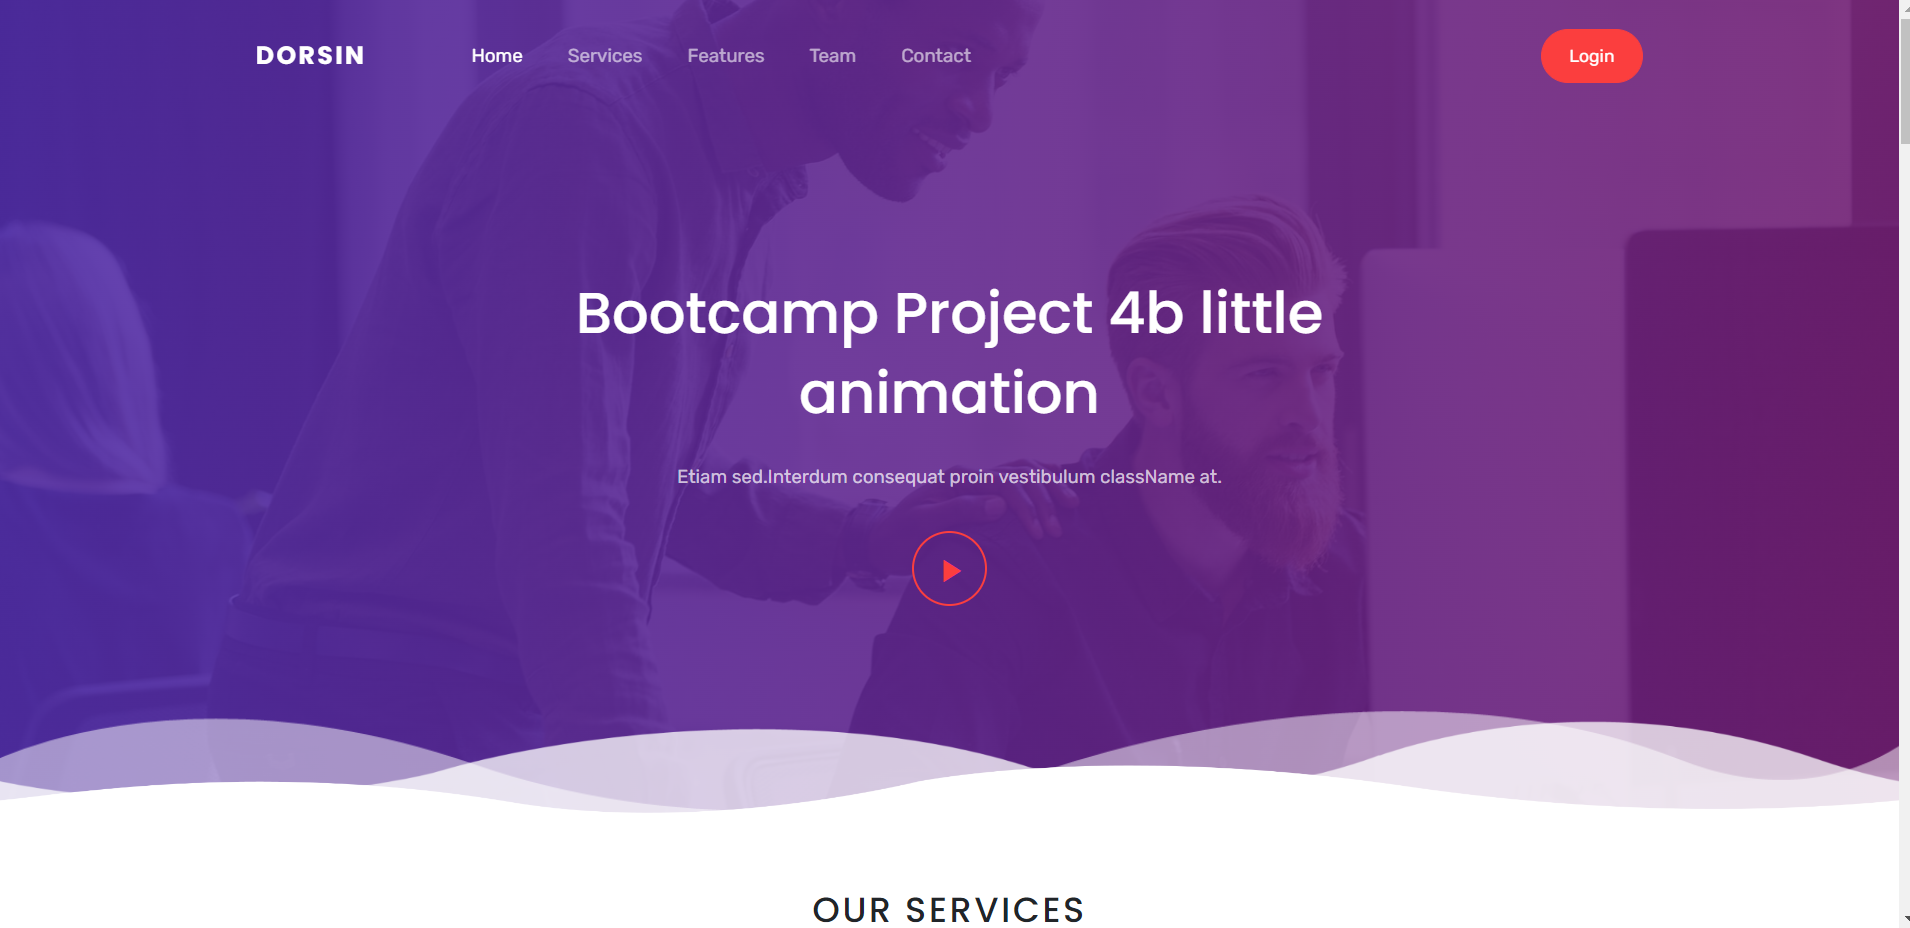 DORSIN
Home Services Features Team Contact
Login
Bootcamp Project 4b little
animation
Etiam sed.Interdum consequat proin vestibulum className at.
OUR SERVICES